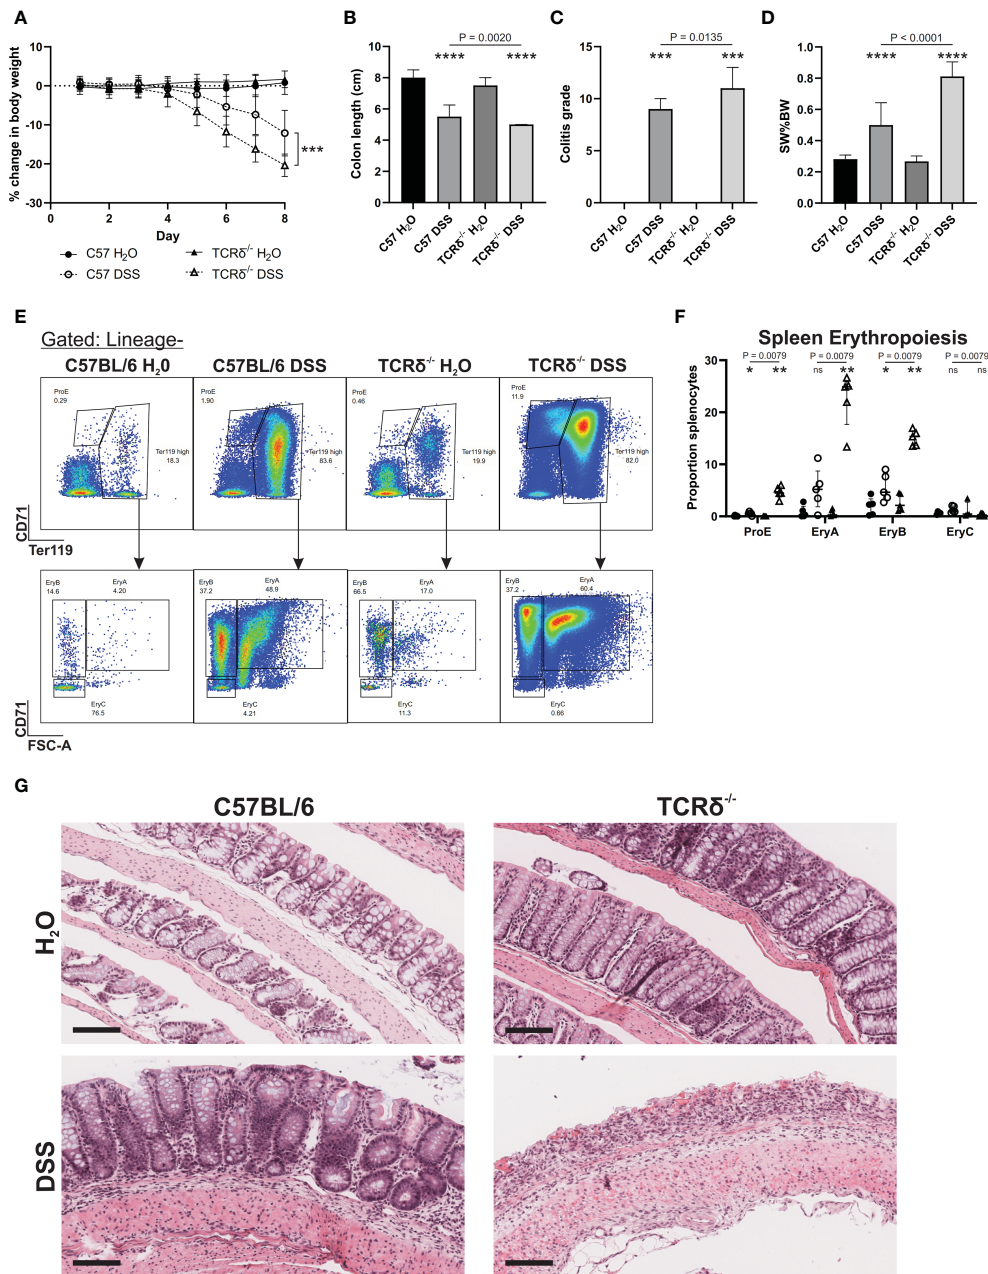 A
% change in body weight
10
0
-10
-20
-30
0 2 4 6 8
Day
***
C57 H2O
C57 DSS
TCRδ-/- H2O
TCRδ-/- DSS
B
P = 0.0020
**** ****
Colon length (cm)
10
8
6
4
2
0
C57 H2O
C57 DSS
TCRδ-/- H2O
TCRδ-/- DSS
C
P = 0.0135
*** ***
Colitis grade
15
10
5
0
C57 H2O
C57 DSS
TCRδ-/- H2O
TCRδ-/- DSS
D
P < 0.0001
**** ****
SW%BW
1.0
0.8
0.6
0.4
0.2
0.0
C57 H2O
C57 DSS
TCRδ-/- H2O
TCRδ-/- DSS
E
Gated: Lineage-
C57BL/6 H20 C57BL/6 DSS TCRδ-/- H2O TCRδ-/- DSS
ProE
0.29
Ter119 high
18.3
ProE
1.90
Ter119 high
83.6
ProE
0.46
Ter119 high
19.9
ProE
11.9
Ter119 high
82.0
CD71
Ter119
EryB
14.6
EryA
4.20
EryC
76.5
EryB
37.2
EryA
48.9
EryC
4.21
EryB
66.5
EryA
17.0
EryC
11.3
EryB
37.2
EryA
60.4
EryC
0.66
CD71
FSC-A
F
Spleen Erythropoiesis
P = 0.0079 P = 0.0079 P = 0.0079 P = 0.0079
* ** ns ** * ** ns ns
Proportion splenocytes
30
20
10
0
ProE EryA EryB EryC
G
C57BL/6 TCRδ-/-
H2O
DSS